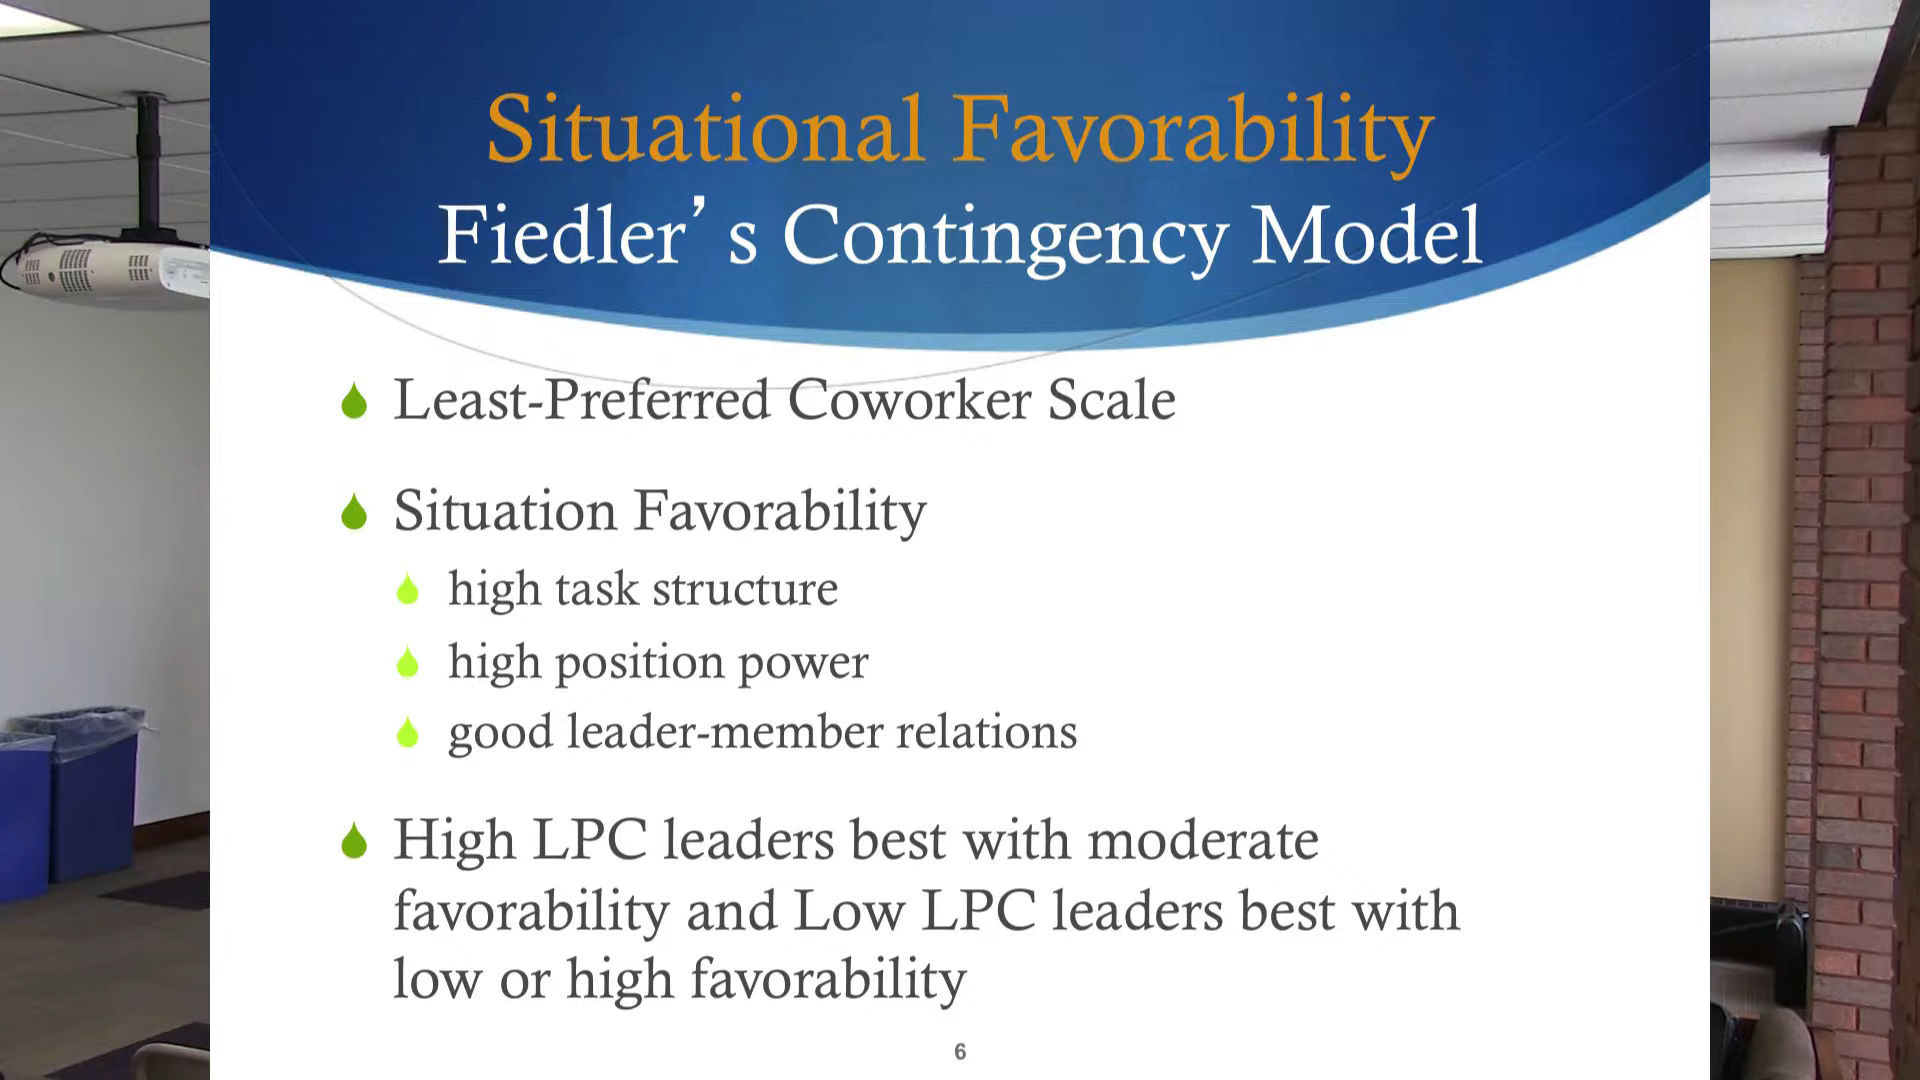 Situational Favorability
Fiedler’s Contingency Model
Least-Preferred Coworker Scale
Situation Favorability
high task structure
high position power
good leader-member relations
High LPC leaders best with moderate
favorability and Low LPC leaders best with
low or high favorability
6